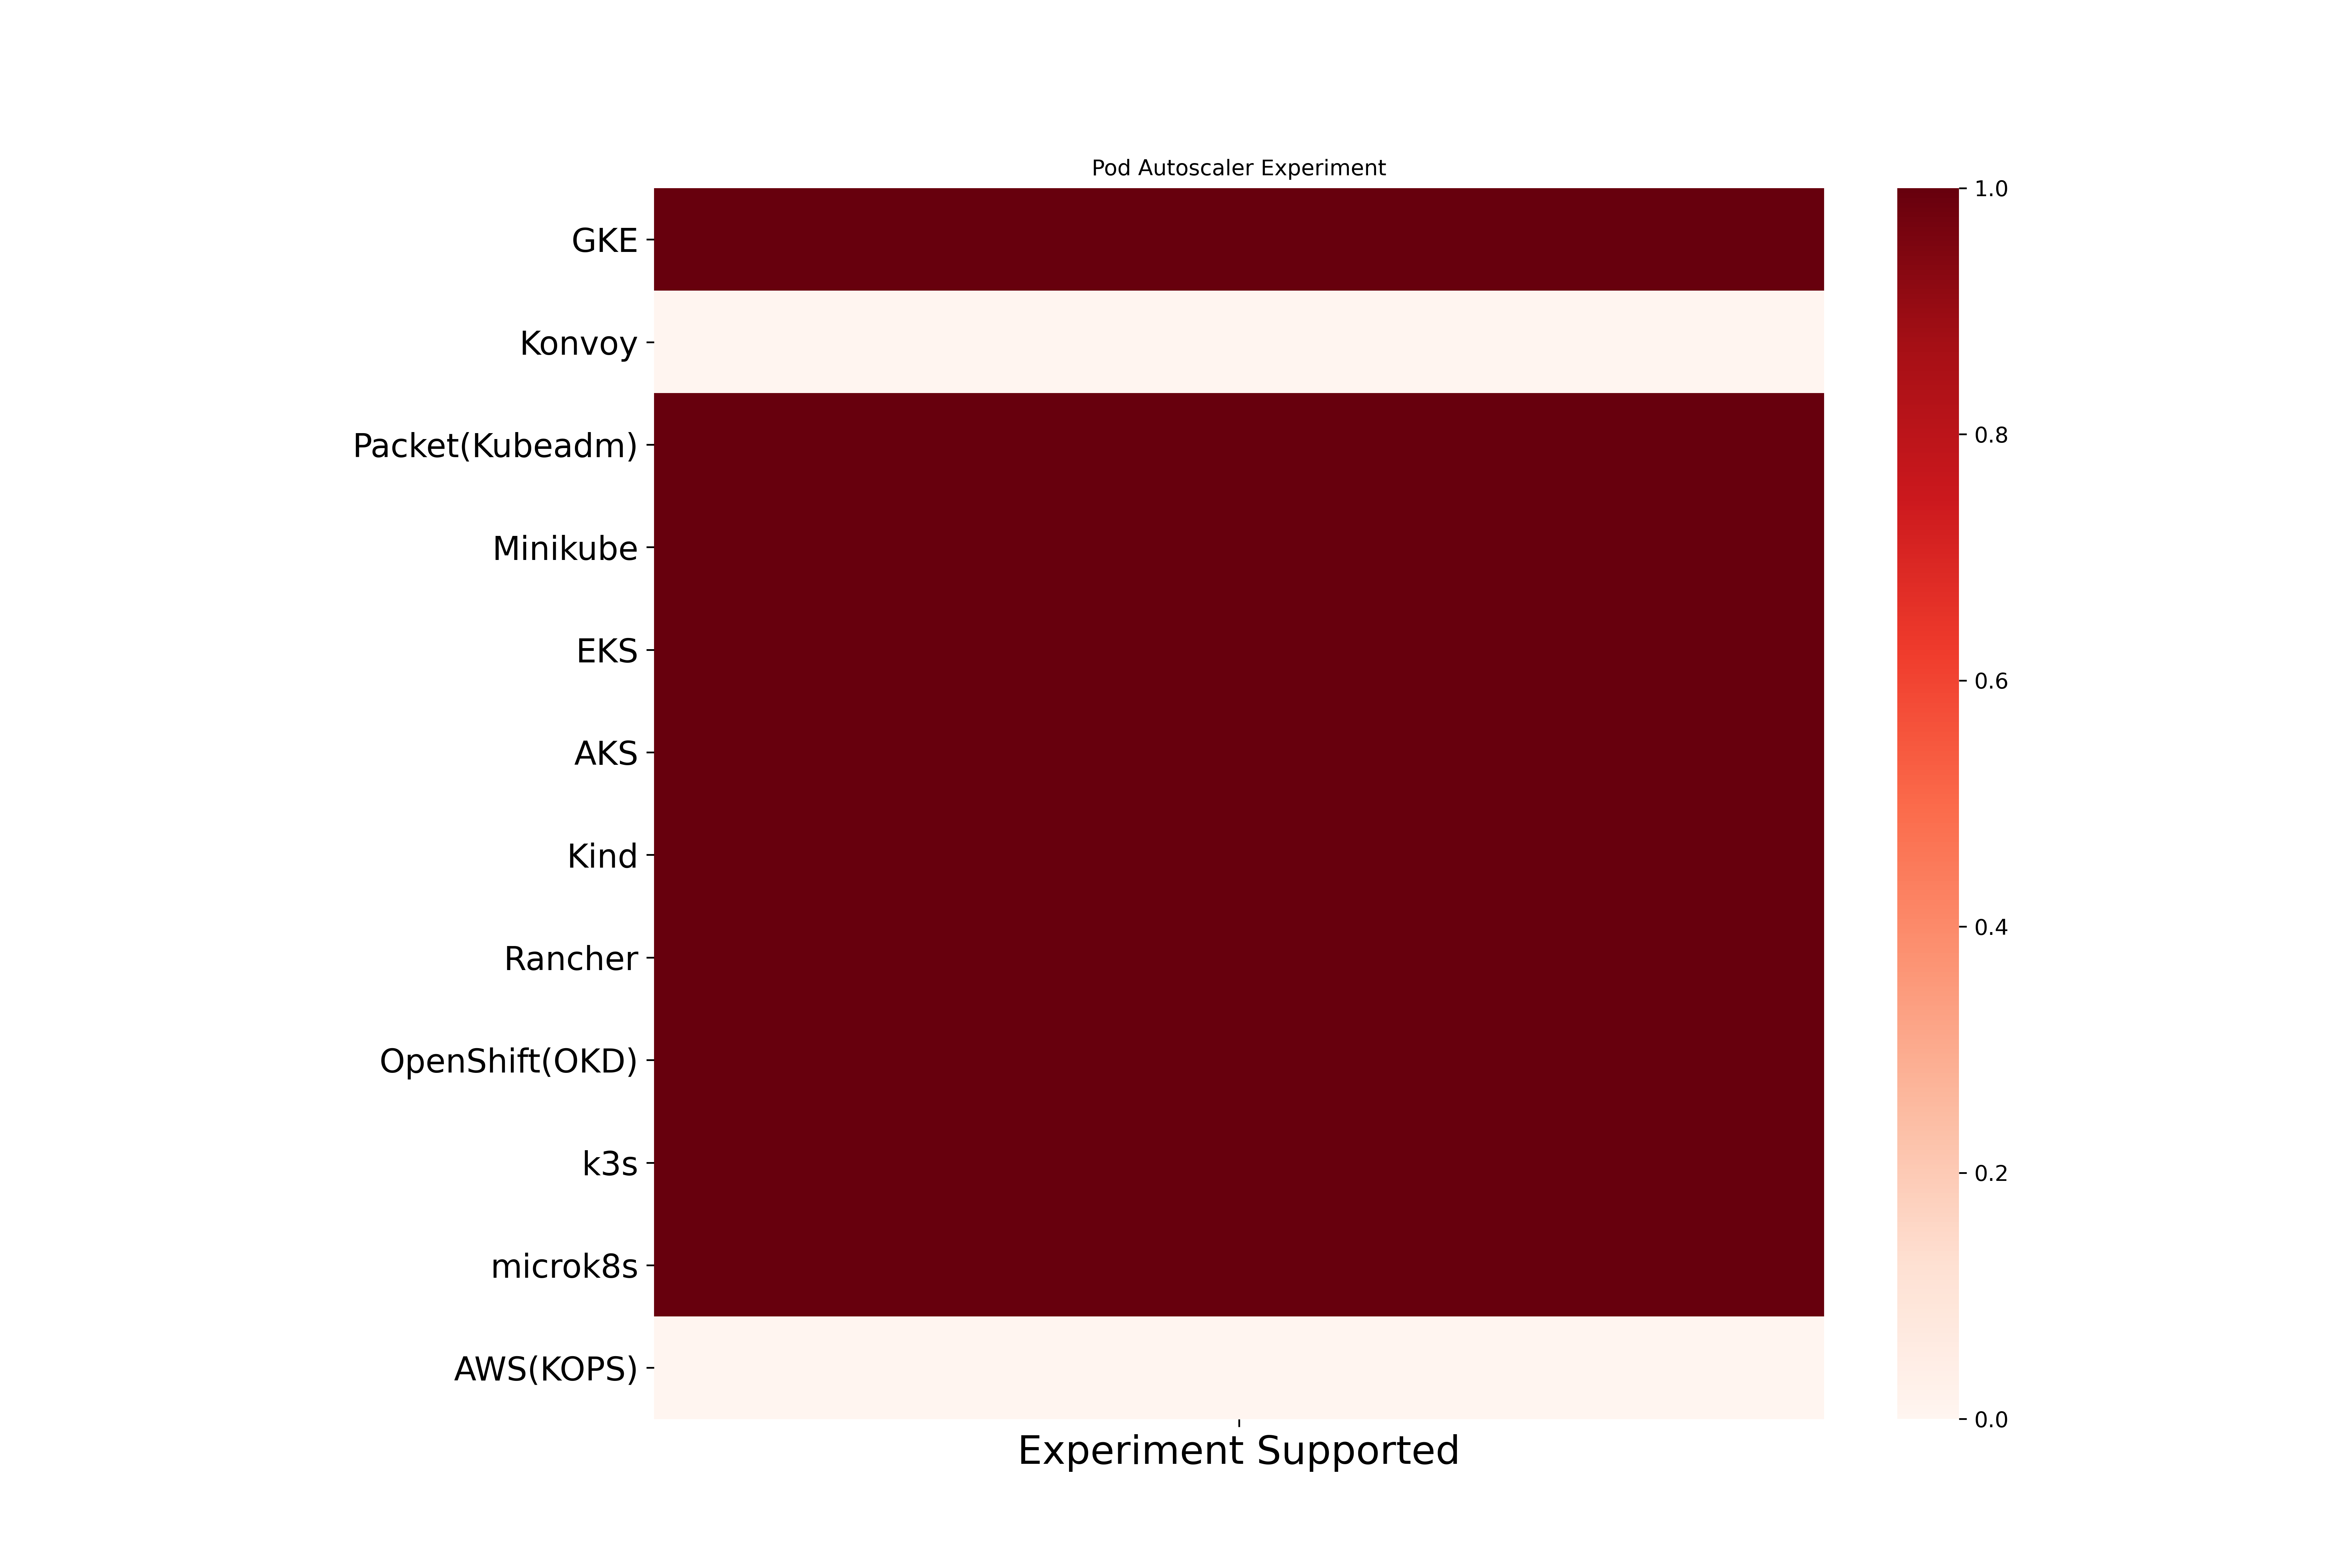 Pod Autoscaler Experiment
GKE
Konvoy
Packet(Kubeadm)
Minikube
EKS
AKS
Kind
Rancher
OpenShift(OKD)
k3s
microk8s
AWS(KOPS)
Experiment Supported
1.0
0.8
0.6
0.4
0.2
0.0